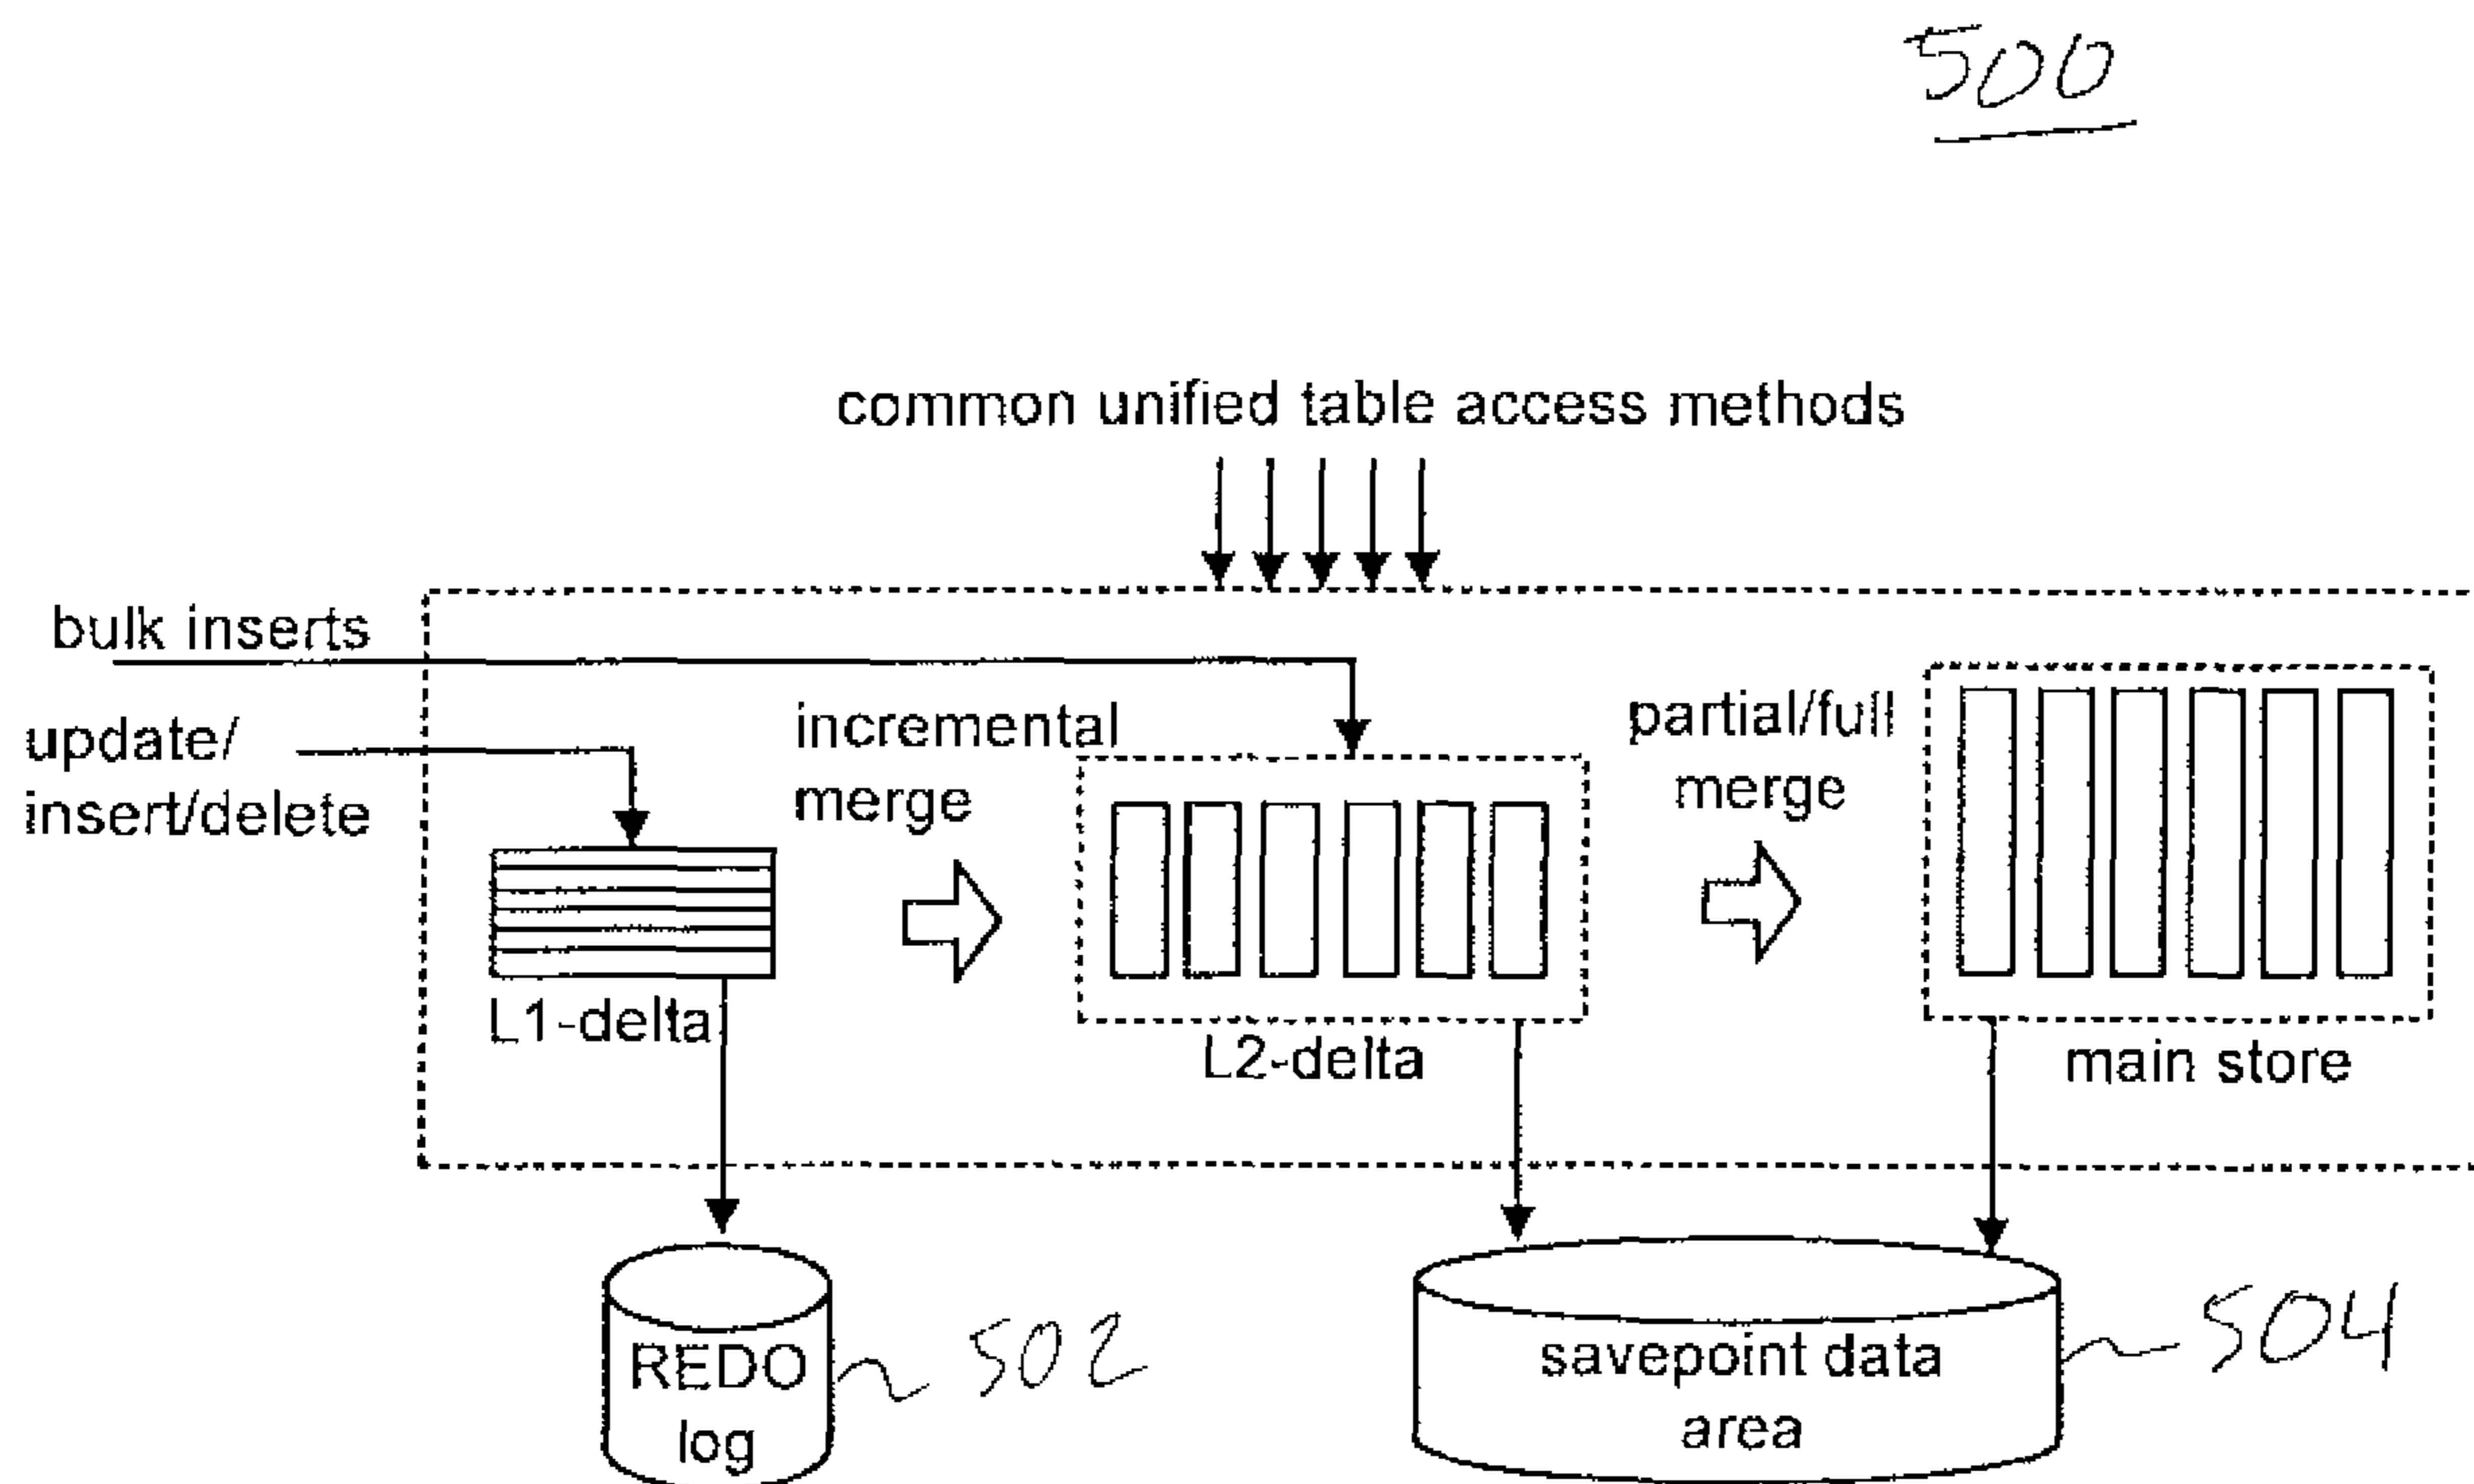 500
common unified table access methods
bulk inserts
update/
insert/delete
incremental
merge
partial/full
merge
L1-delta
L2-delta
main store
REDO
log
502
savepoint data
area
504